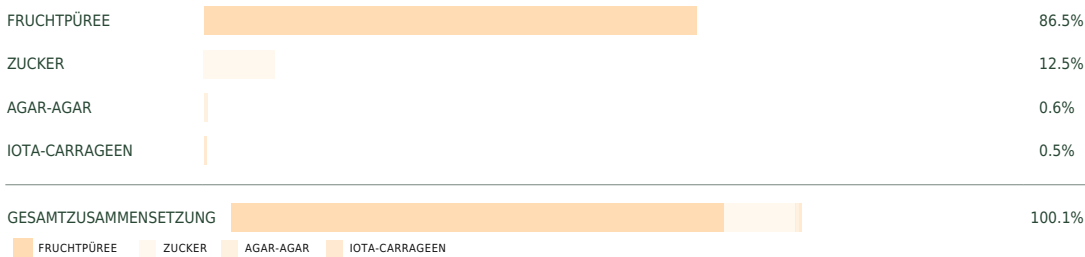 FRUCHTPÜREE 86.5%
ZUCKER 12.5%
AGAR-AGAR 0.6%
IOTA-CARRAGEEN 0.5%
GESAMTZUSAMMENSETZUNG 100.1%
FRUCHTPÜREE ZUCKER AGAR-AGAR IOTA-CARRAGEEN